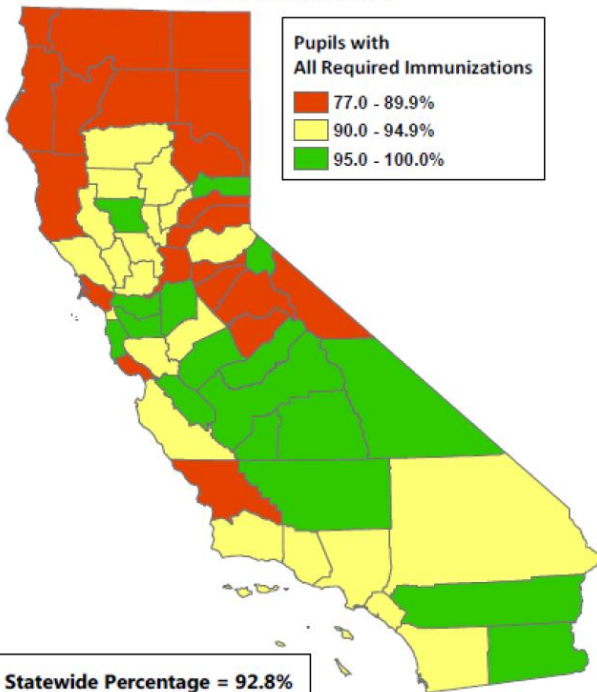 Pupils with
All Required Immunizations
77.0 - 89.9%
90.0 - 94.9%
95.0 - 100.0%
Statewide Percentage = 92.8%